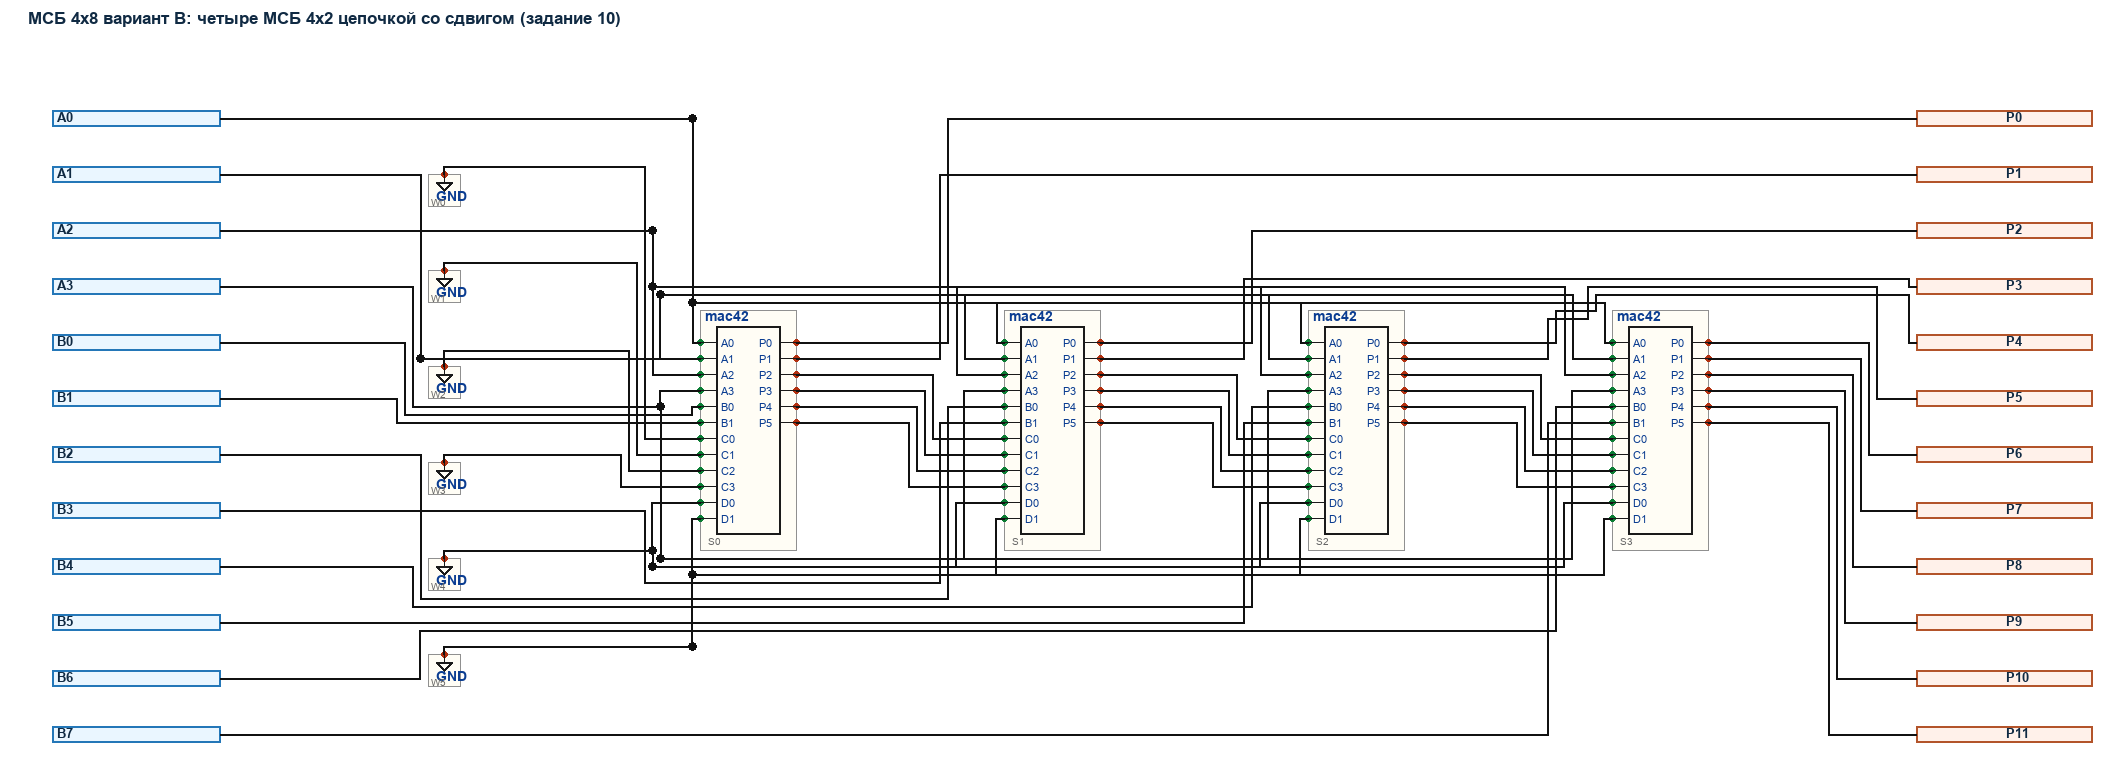 МСБ 4x8 вариант В: четыре МСБ 4x2 цепочкой со сдвигом (задание 10)
A0
P0
A1
P1
GND
W0
A2
P2
A3
P3
GND
W1
mac42
mac42
mac42
mac42
B0
P4
A0 P0
A1 P1
A2 P2
A3 P3
B0 P4
B1 P5
C0
C1
C2
C3
D0
D1
S0
A0 P0
A1 P1
A2 P2
A3 P3
B0 P4
B1 P5
C0
C1
C2
C3
D0
D1
S1
A0 P0
A1 P1
A2 P2
A3 P3
B0 P4
B1 P5
C0
C1
C2
C3
D0
D1
S2
A0 P0
A1 P1
A2 P2
A3 P3
B0 P4
B1 P5
C0
C1
C2
C3
D0
D1
S3
GND
W2
B1
P5
B2
P6
GND
W3
B3
P7
B4
P8
GND
W4
B5
P9
B6
P10
GND
W5
B7
P11